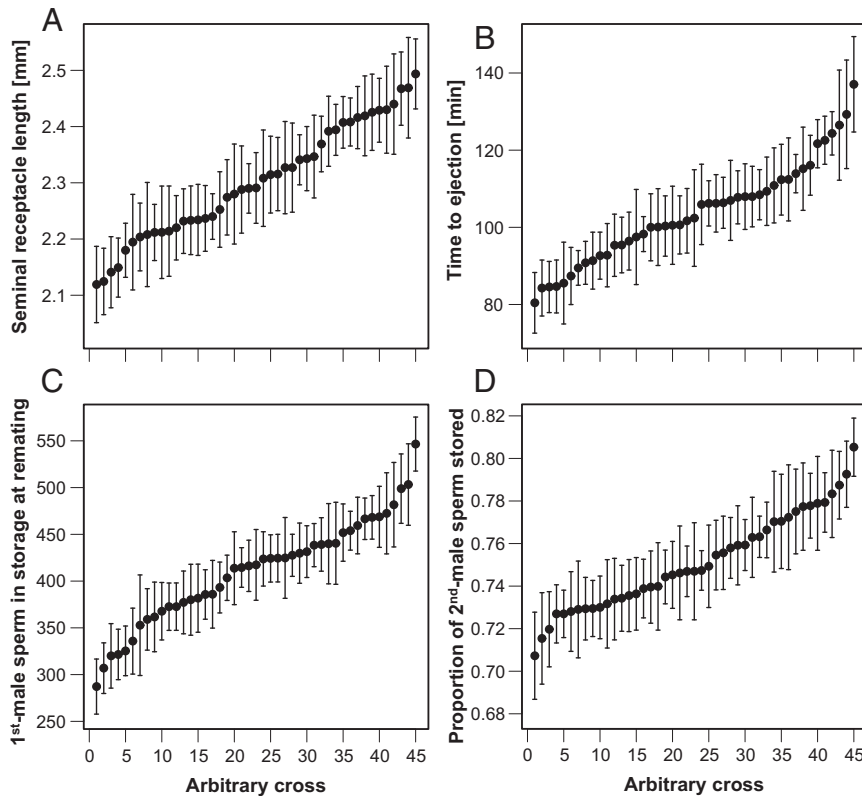 A
Seminal receptacle length [mm]
2.5
2.4
2.3
2.2
2.1
B
Time to ejection [min]
140
120
100
80
C
1st-male sperm in storage at remating
550
500
450
400
350
300
250
0 5 10 15 20 25 30 35 40 45
Arbitrary cross
D
Proportion of 2nd-male sperm stored
0.82
0.80
0.78
0.76
0.74
0.72
0.70
0.68
0 5 10 15 20 25 30 35 40 45
Arbitrary cross